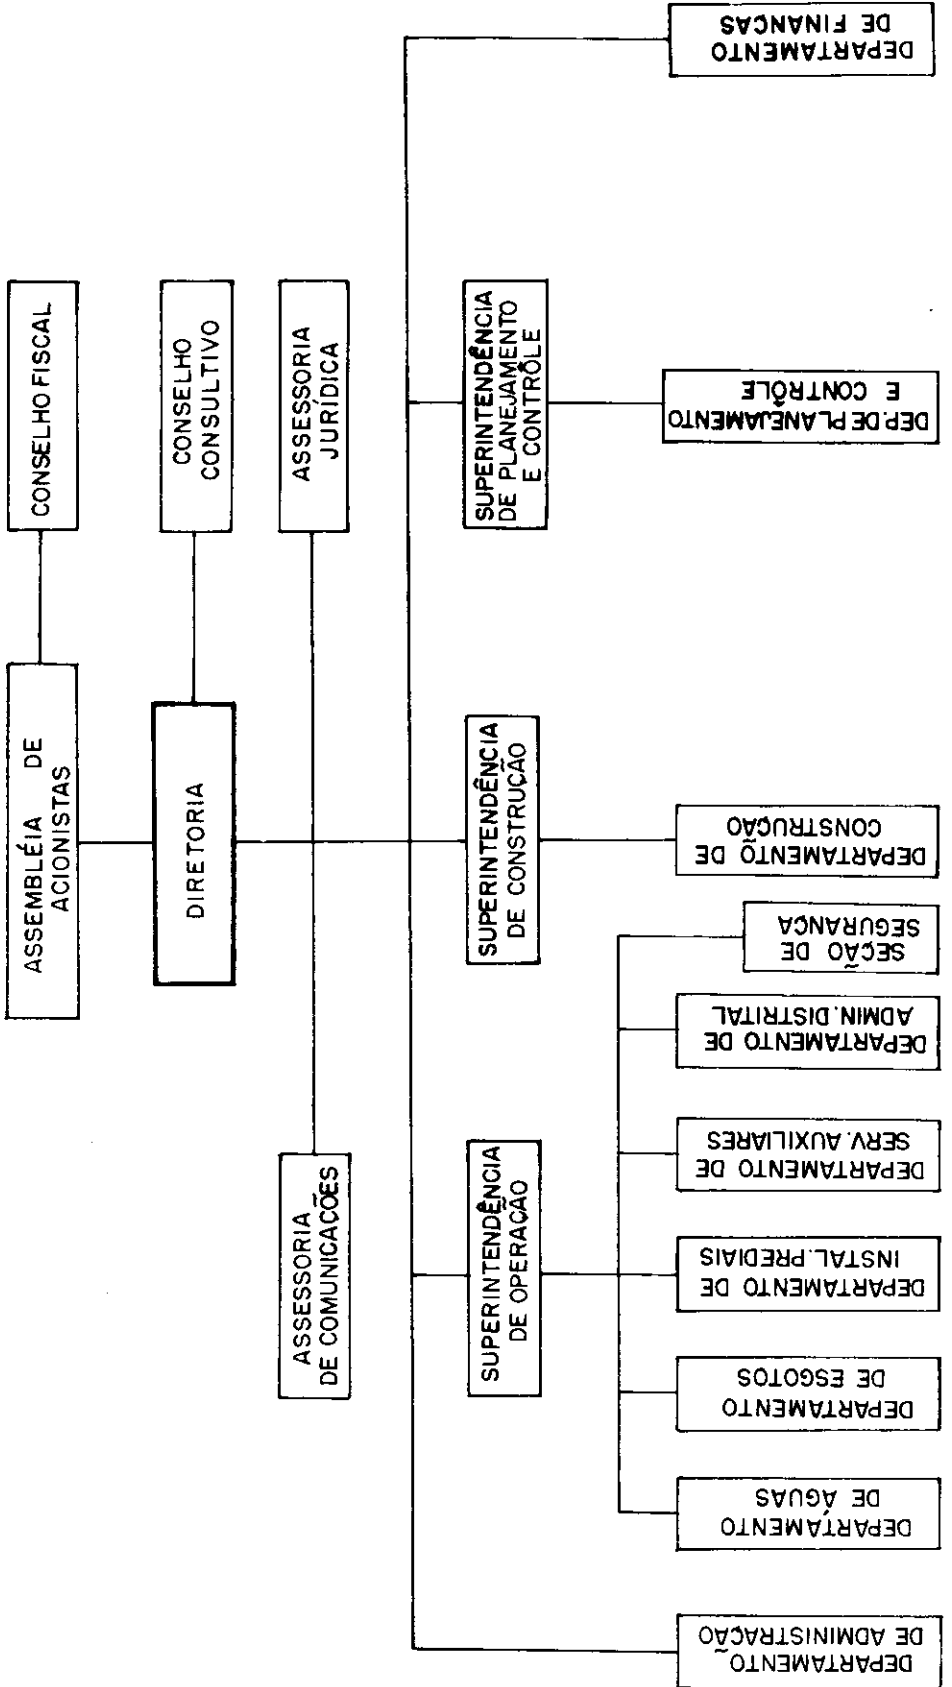 ASSEMBLÉIA DE
ACIONISTAS
CONSELHO FISCAL
DIRETORIA
CONSELHO
CONSULTIVO
ASSESSORIA
DE COMUNICAÇÕES
ASSESSORIA
JURÍDICA
SUPERINTENDÊNCIA
DE OPERAÇÃO
SUPERINTENDÊNCIA
DE CONSTRUÇÃO
SUPERINTENDÊNCIA
DE PLANEJAMENTO
E CONTRÔLE
DEPARTAMENTO
DE ADMINISTRAÇÃO
DEPARTAMENTO
DE ÁGUAS
DEPARTAMENTO
DE ESGOTOS
DEPARTAMENTO DE
INSTAL. PREDIAIS
DEPARTAMENTO DE
SERV. AUXILIARES
DEPARTAMENTO DE
ADMIN. DISTRITAL
SEÇÃO DE
SEGURANÇA
DEPARTAMENTO DE
CONSTRUÇÃO
DEP. DE PLANEJAMENTO
E CONTRÔLE
DEPARTAMENTO
DE FINANÇAS